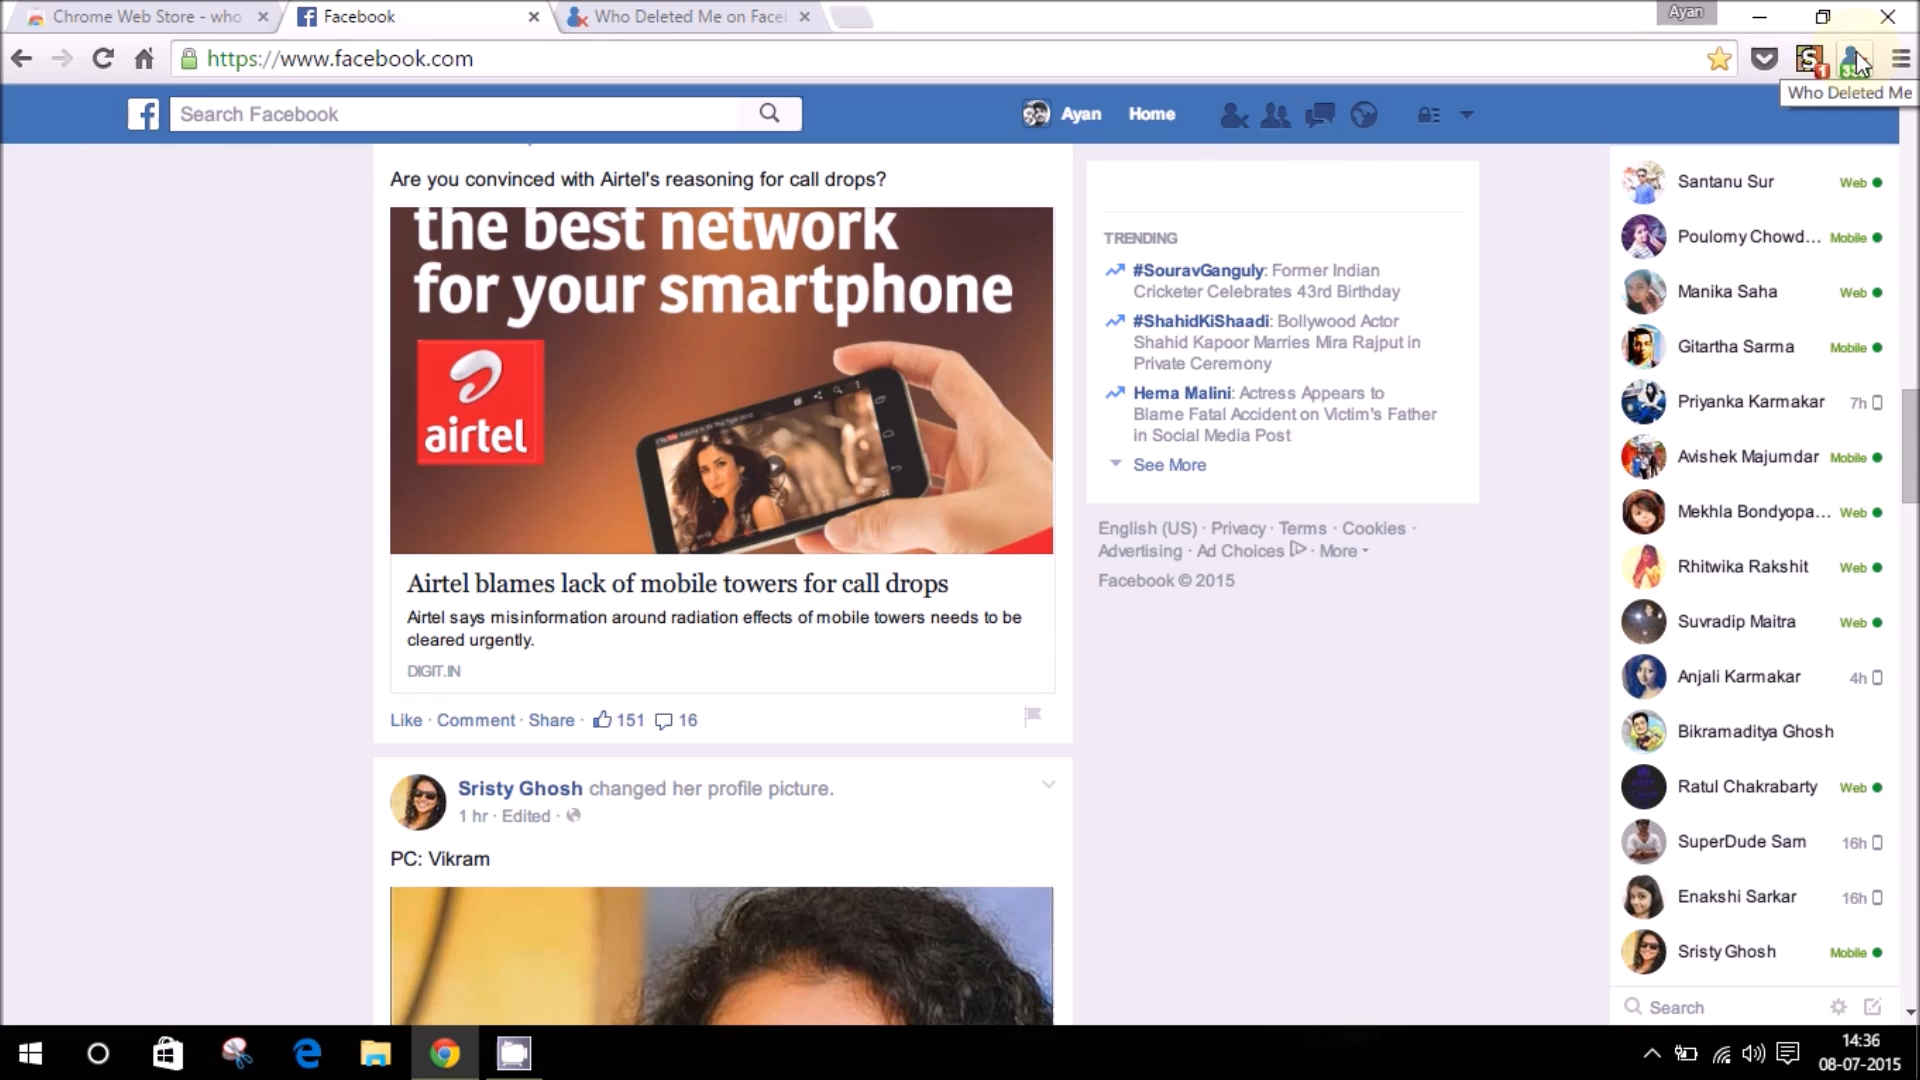 Chrome Web Store - who
Facebook
Who Deleted Me on Facel
Ayan
https://www.facebook.com
Who Deleted Me
Search Facebook
Ayan
Home
Are you convinced with Airtel's reasoning for call drops?
the best network
for your smartphone
airtel
Airtel blames lack of mobile towers for call drops
Airtel says misinformation around radiation effects of mobile towers needs to be
cleared urgently.
DIGIT.IN
Like · Comment · Share · 151 16
Sristy Ghosh changed her profile picture.
1 hr · Edited ·
PC: Vikram
TRENDING
#SouravGanguly: Former Indian
Cricketer Celebrates 43rd Birthday
#ShahidKiShaadi: Bollywood Actor
Shahid Kapoor Marries Mira Rajput in
Private Ceremony
Hema Malini: Actress Appears to
Blame Fatal Accident on Victim's Father
in Social Media Post
See More
English (US) · Privacy · Terms · Cookies ·
Advertising · Ad Choices · More
Facebook © 2015
Santanu Sur Web
Poulomy Chowd... Mobile
Manika Saha Web
Gitartha Sarma Mobile
Priyanka Karmakar 7h
Avishek Majumdar Mobile
Mekhla Bondyopa... Web
Rhitwika Rakshit Web
Suvradip Maitra Web
Anjali Karmakar 4h
Bikramaditya Ghosh
Ratul Chakrabarty Web
SuperDude Sam 16h
Enakshi Sarkar 16h
Sristy Ghosh Mobile
Search
14:36
08-07-2015